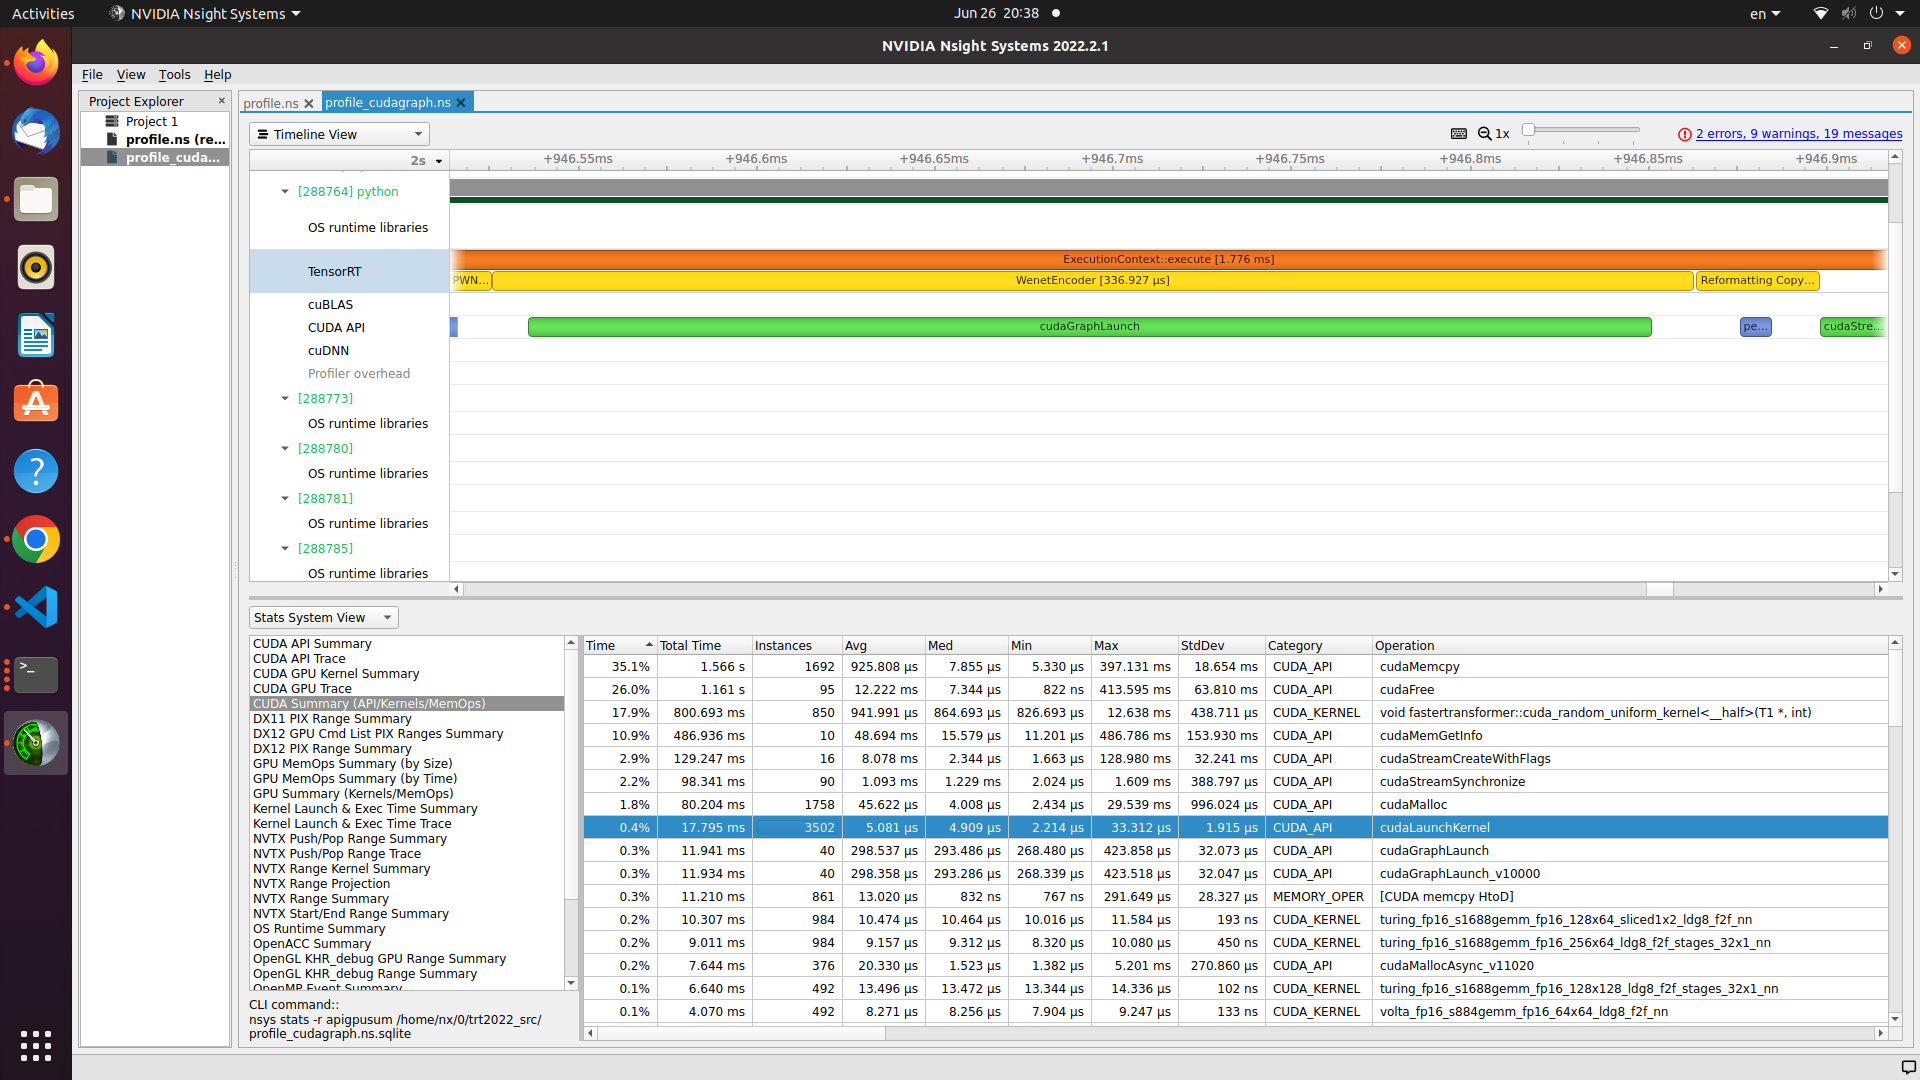 Activities
NVIDIA Nsight Systems
Jun 26 20:38
en
NVIDIA Nsight Systems 2022.2.1
File View Tools Help
Project Explorer
Project 1
profile.ns (re...
profile_cuda...
profile.ns
profile_cudagraph.ns
Timeline View
1x
2 errors, 9 warnings, 19 messages
2s
+946.55ms +946.6ms +946.65ms +946.7ms +946.75ms +946.8ms +946.85ms +946.9ms
[288764] python
OS runtime libraries
TensorRT
ExecutionContext::execute [1.776 ms]
PWN...
WenetEncoder [336.927 µs]
Reformatting Copy...
cuBLAS
CUDA API
cudaGraphLaunch
pe...
cudaStre...
cuDNN
Profiler overhead
[288773]
OS runtime libraries
[288780]
OS runtime libraries
[288781]
OS runtime libraries
[288785]
OS runtime libraries
Stats System View
CUDA API Summary
CUDA API Trace
CUDA GPU Kernel Summary
CUDA GPU Trace
CUDA Summary (API/Kernels/MemOps)
DX11 PIX Range Summary
DX12 GPU Cmd List PIX Ranges Summary
DX12 PIX Range Summary
GPU MemOps Summary (by Size)
GPU MemOps Summary (by Time)
GPU Summary (Kernels/MemOps)
Kernel Launch & Exec Time Summary
Kernel Launch & Exec Time Trace
NVTX Push/Pop Range Summary
NVTX Push/Pop Range Trace
NVTX Range Kernel Summary
NVTX Range Projection
NVTX Range Summary
NVTX Start/End Range Summary
OS Runtime Summary
OpenACC Summary
OpenGL KHR_debug GPU Range Summary
OpenGL KHR_debug Range Summary
OpenMP Event Summary
CLI command::
nsys stats -r apigpusum /home/nx/0/trt2022_src/
profile_cudagraph.ns.sqlite
Time Total Time Instances Avg Med Min Max StdDev Category Operation
35.1% 1.566 s 1692 925.808 µs 7.855 µs 5.330 µs 397.131 ms 18.654 ms CUDA_API cudaMemcpy
26.0% 1.161 s 95 12.222 ms 7.344 µs 822 ns 413.595 ms 63.810 ms CUDA_API cudaFree
17.9% 800.693 ms 850 941.991 µs 864.693 µs 826.693 µs 12.638 ms 438.711 µs CUDA_KERNEL void fastertransformer::cuda_random_uniform_kernel<__half>(T1 *, int)
10.9% 486.936 ms 10 48.694 ms 15.579 µs 11.201 µs 486.786 ms 153.930 ms CUDA_API cudaMemGetInfo
2.9% 129.247 ms 16 8.078 ms 2.344 µs 1.663 µs 128.980 ms 32.241 ms CUDA_API cudaStreamCreateWithFlags
2.2% 98.341 ms 90 1.093 ms 1.229 ms 2.024 µs 1.609 ms 388.797 µs CUDA_API cudaStreamSynchronize
1.8% 80.204 ms 1758 45.622 µs 4.008 µs 2.434 µs 29.539 ms 996.024 µs CUDA_API cudaMalloc
0.4% 17.795 ms 3502 5.081 µs 4.909 µs 2.214 µs 33.312 µs 1.915 µs CUDA_API cudaLaunchKernel
0.3% 11.941 ms 40 298.537 µs 293.486 µs 268.480 µs 423.858 µs 32.073 µs CUDA_API cudaGraphLaunch
0.3% 11.934 ms 40 298.358 µs 293.286 µs 268.339 µs 423.518 µs 32.047 µs CUDA_API cudaGraphLaunch_v10000
0.3% 11.210 ms 861 13.020 µs 832 ns 767 ns 291.649 µs 28.327 µs MEMORY_OPER [CUDA memcpy HtoD]
0.2% 10.307 ms 984 10.474 µs 10.464 µs 10.016 µs 11.584 µs 193 ns CUDA_KERNEL turing_fp16_s1688gemm_fp16_128x64_sliced1x2_ldg8_f2f_nn
0.2% 9.011 ms 984 9.157 µs 9.312 µs 8.320 µs 10.080 µs 450 ns CUDA_KERNEL turing_fp16_s1688gemm_fp16_256x64_ldg8_f2f_stages_32x1_nn
0.2% 7.644 ms 376 20.330 µs 1.523 µs 1.382 µs 5.201 ms 270.860 µs CUDA_API cudaMallocAsync_v11020
0.1% 6.640 ms 492 13.496 µs 13.472 µs 13.344 µs 14.336 µs 102 ns CUDA_KERNEL turing_fp16_s1688gemm_fp16_128x128_ldg8_f2f_stages_32x1_nn
0.1% 4.070 ms 492 8.271 µs 8.256 µs 7.904 µs 9.247 µs 133 ns CUDA_KERNEL volta_fp16_s884gemm_fp16_64x64_ldg8_f2f_nn